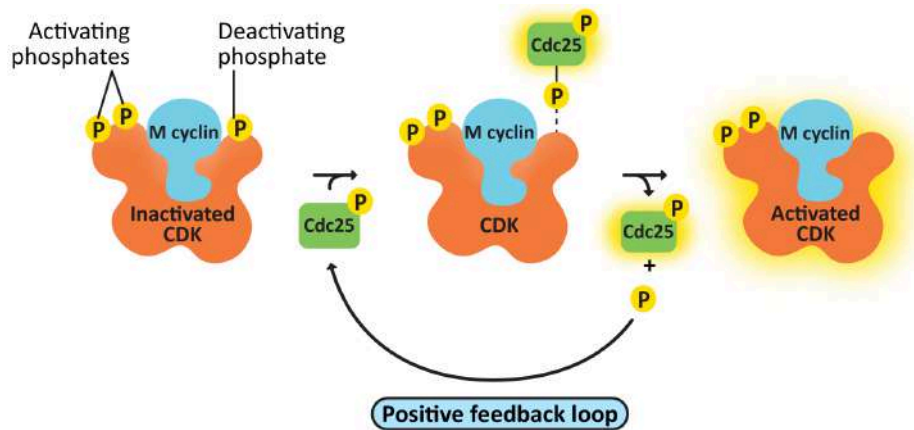 Activating
phosphates
Deactivating
phosphate
P
P
P
M cyclin
Inactivated
CDK
Cdc25
P
Cdc25
P
P
P
P
M cyclin
CDK
Cdc25
P
+
P
P
P
M cyclin
Activated
CDK
Positive feedback loop